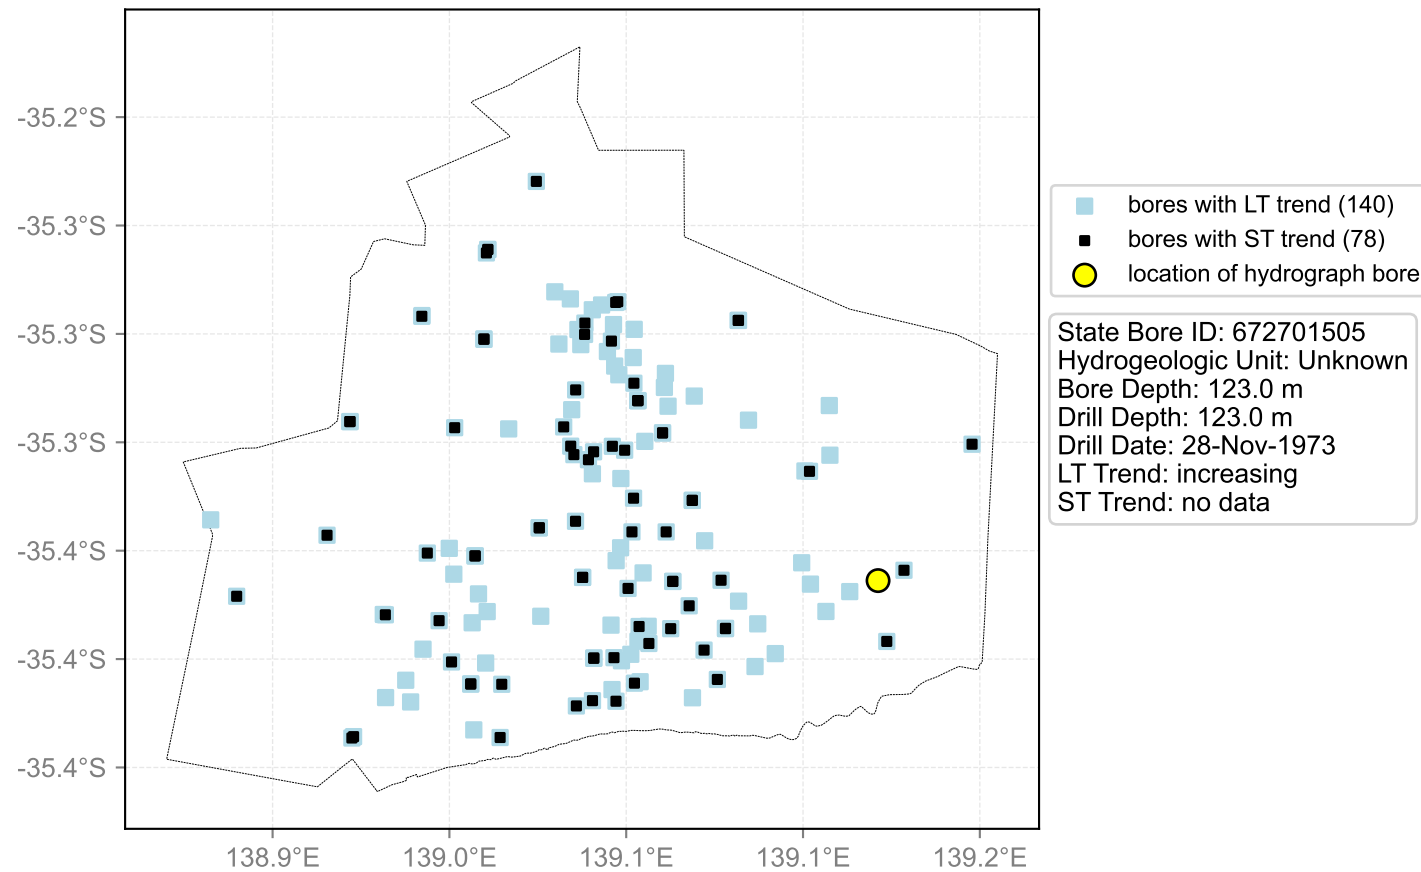 -35.2°S
-35.3°S
-35.3°S
-35.3°S
-35.4°S
-35.4°S
-35.4°S
138.9°E
139.0°E
139.1°E
139.1°E
139.2°E
bores with LT trend (140)
bores with ST trend (78)
location of hydrograph bore
State Bore ID: 672701505
Hydrogeologic Unit: Unknown
Bore Depth: 123.0 m
Drill Depth: 123.0 m
Drill Date: 28-Nov-1973
LT Trend: increasing
ST Trend: no data